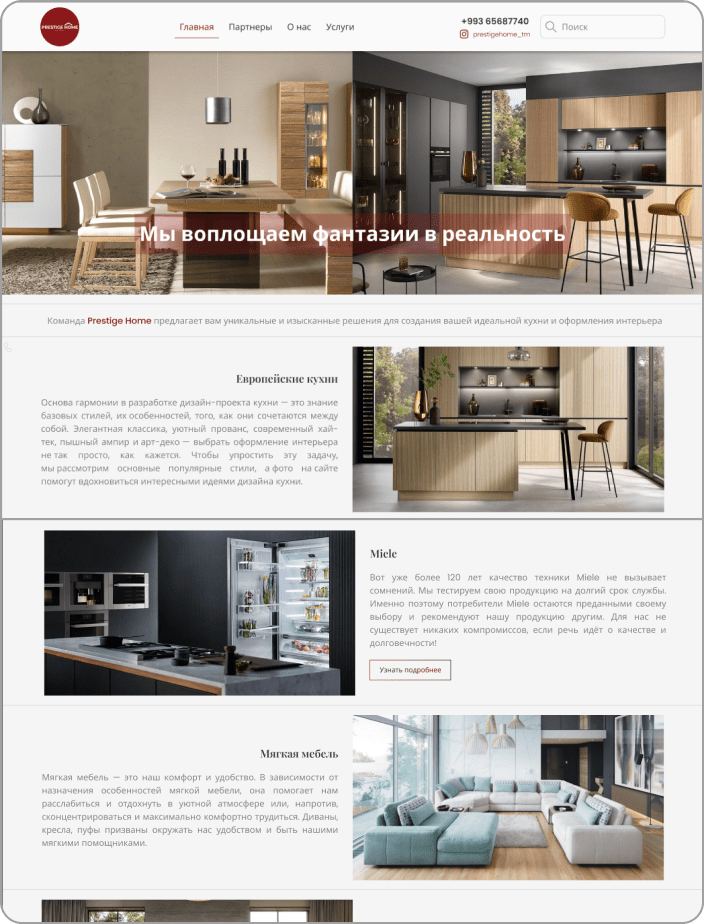 PRESTIGE HOME
Главная Партнеры О нас Услуги
+993 65687740
prestigehome_tm
Поиск
Мы воплощаем фантазии в реальность
Команда Prestige Home предлагает вам уникальные и изысканные решения для создания вашей идеальной кухни и оформления интерьера
Европейские кухни
Основа гармонии в разработке дизайн-проекта кухни — это знание
базовых стилей, их особенностей, того, как они сочетаются между
собой. Элегантная классика, уютный прованс, современный хай-
тек, пышный ампир и арт-деко — выбрать оформление интерьера
не так просто, как кажется. Чтобы упростить эту задачу,
мы рассмотрим основные популярные стили, а фото на сайте
помогут вдохновиться интересными идеями дизайна кухни.
Miele
Вот уже более 120 лет качество техники Miele не вызывает
сомнений. Мы тестируем свою продукцию на долгий срок службы.
Именно поэтому потребители Miele остаются преданными своему
выбору и рекомендуют нашу продукцию другим. Для нас не
существует никаких компромиссов, если речь идёт о качестве и
долговечности!
Узнать подробнее
Мягкая мебель
Мягкая мебель — это наш комфорт и удобство. В зависимости от
назначения особенностей мягкой мебели, она помогает нам
расслабиться и отдохнуть в уютной атмосфере или, напротив,
сконцентрироваться и максимально комфортно трудиться. Диваны,
кресла, пуфы призваны окружать нас удобством и быть нашими
мягкими помощниками.